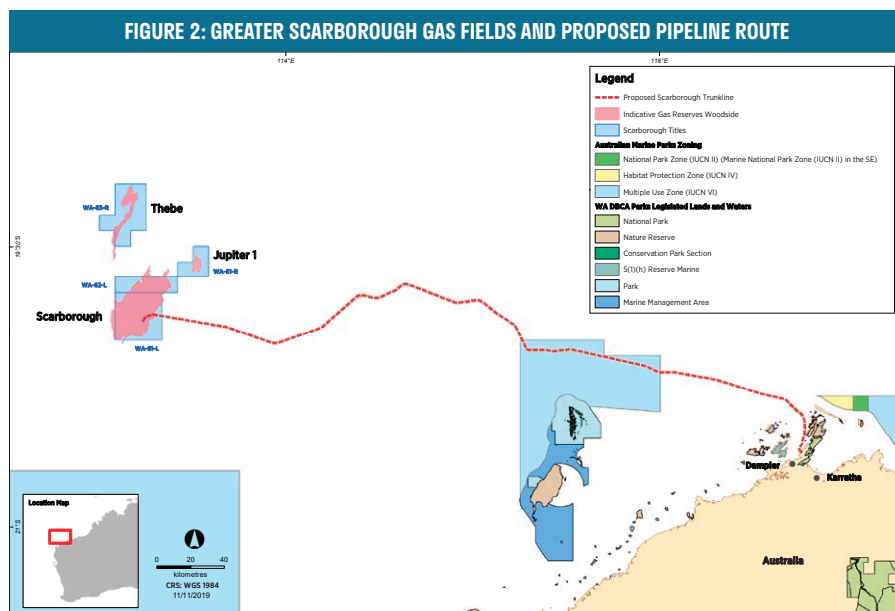 FIGURE 2: GREATER SCARBOROUGH GAS FIELDS AND PROPOSED PIPELINE ROUTE
114°E
116°E
Legend
Proposed Scarborough Trunkline
Indicative Gas Reserves Woodside
Scarborough Titles
Australian Marine Parks Zoning
National Park Zone (IUCN II) (Marine National Park Zone (IUCN II) in the SE)
Habitat Protection Zone (IUCN IV)
Multiple Use Zone (IUCN VI)
WA DBCA Parks Legislated Lands and Waters
National Park
Nature Reserve
Conservation Park Section
5(1)(h) Reserve Marine
Park
Marine Management Area
WA-63-R
Thebe
19°30'S
Jupiter 1
WA-61-R
WA-62-L
Scarborough
WA-61-L
Dampier
Karratha
21°S
Location Map
0 20 40
kilometres
CRS: WGS 1984
11/11/2019
Australia